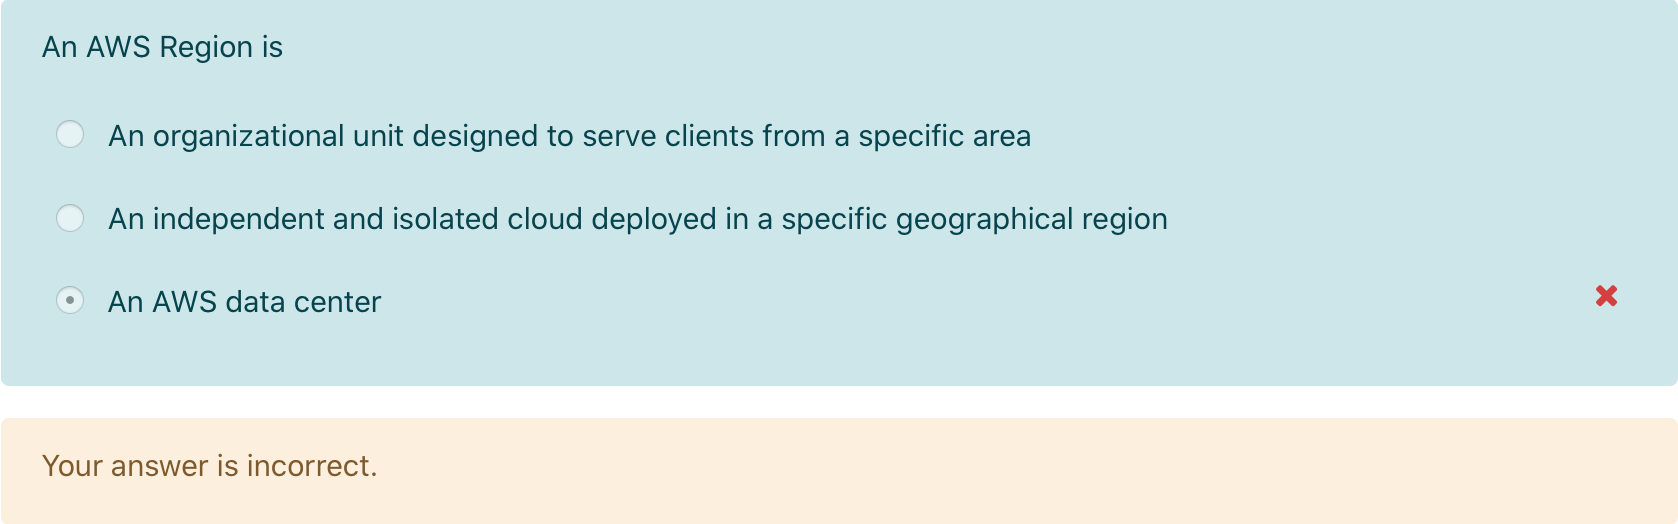 An AWS Region is
An organizational unit designed to serve clients from a specific area
An independent and isolated cloud deployed in a specific geographical region
An AWS data center
Your answer is incorrect.